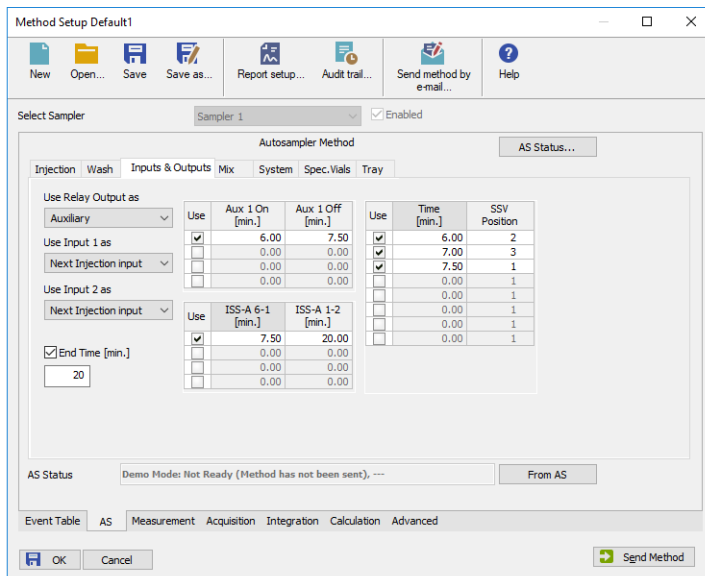 Method Setup Default1
New Open... Save Save as... Report setup... Audit trail... Send method by e-mail... Help
Select Sampler Sampler 1 Enabled
Autosampler Method AS Status...
Injection Wash Inputs & Outputs Mix System Spec.Vials Tray
Use Relay Output as
Auxiliary
Use Input 1 as
Next Injection input
Use Input 2 as
Next Injection input
End Time [min.]
20
Use Aux 1 On [min.] Aux 1 Off [min.]
6.00 7.50
0.00 0.00
0.00 0.00
0.00 0.00
Use ISS-A 6-1 [min.] ISS-A 1-2 [min.]
7.50 20.00
0.00 0.00
0.00 0.00
0.00 0.00
Use Time [min.] SSV Position
6.00 2
7.00 3
7.50 1
0.00 1
0.00 1
0.00 1
0.00 1
0.00 1
AS Status Demo Mode: Not Ready (Method has not been sent), --- From AS
Event Table AS Measurement Acquisition Integration Calculation Advanced
OK Cancel Send Method